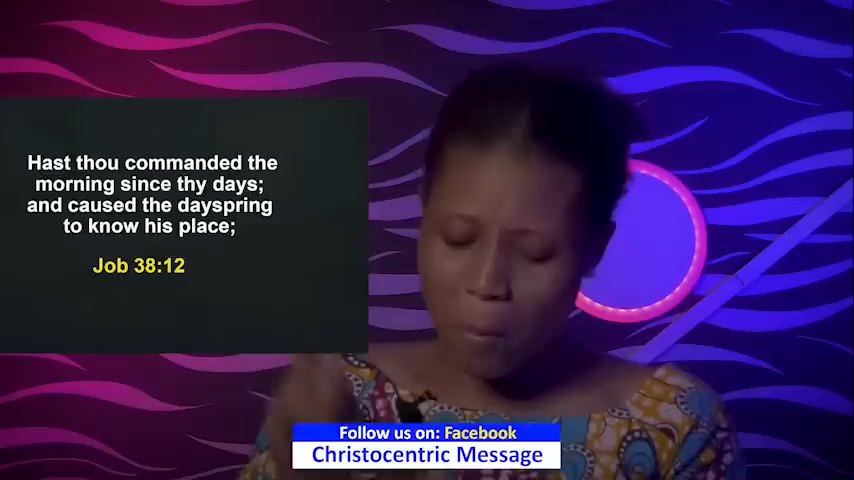 Hast thou commanded the
morning since thy days;
and caused the dayspring
to know his place;
Job 38:12
Follow us on: Facebook
Christocentric Message